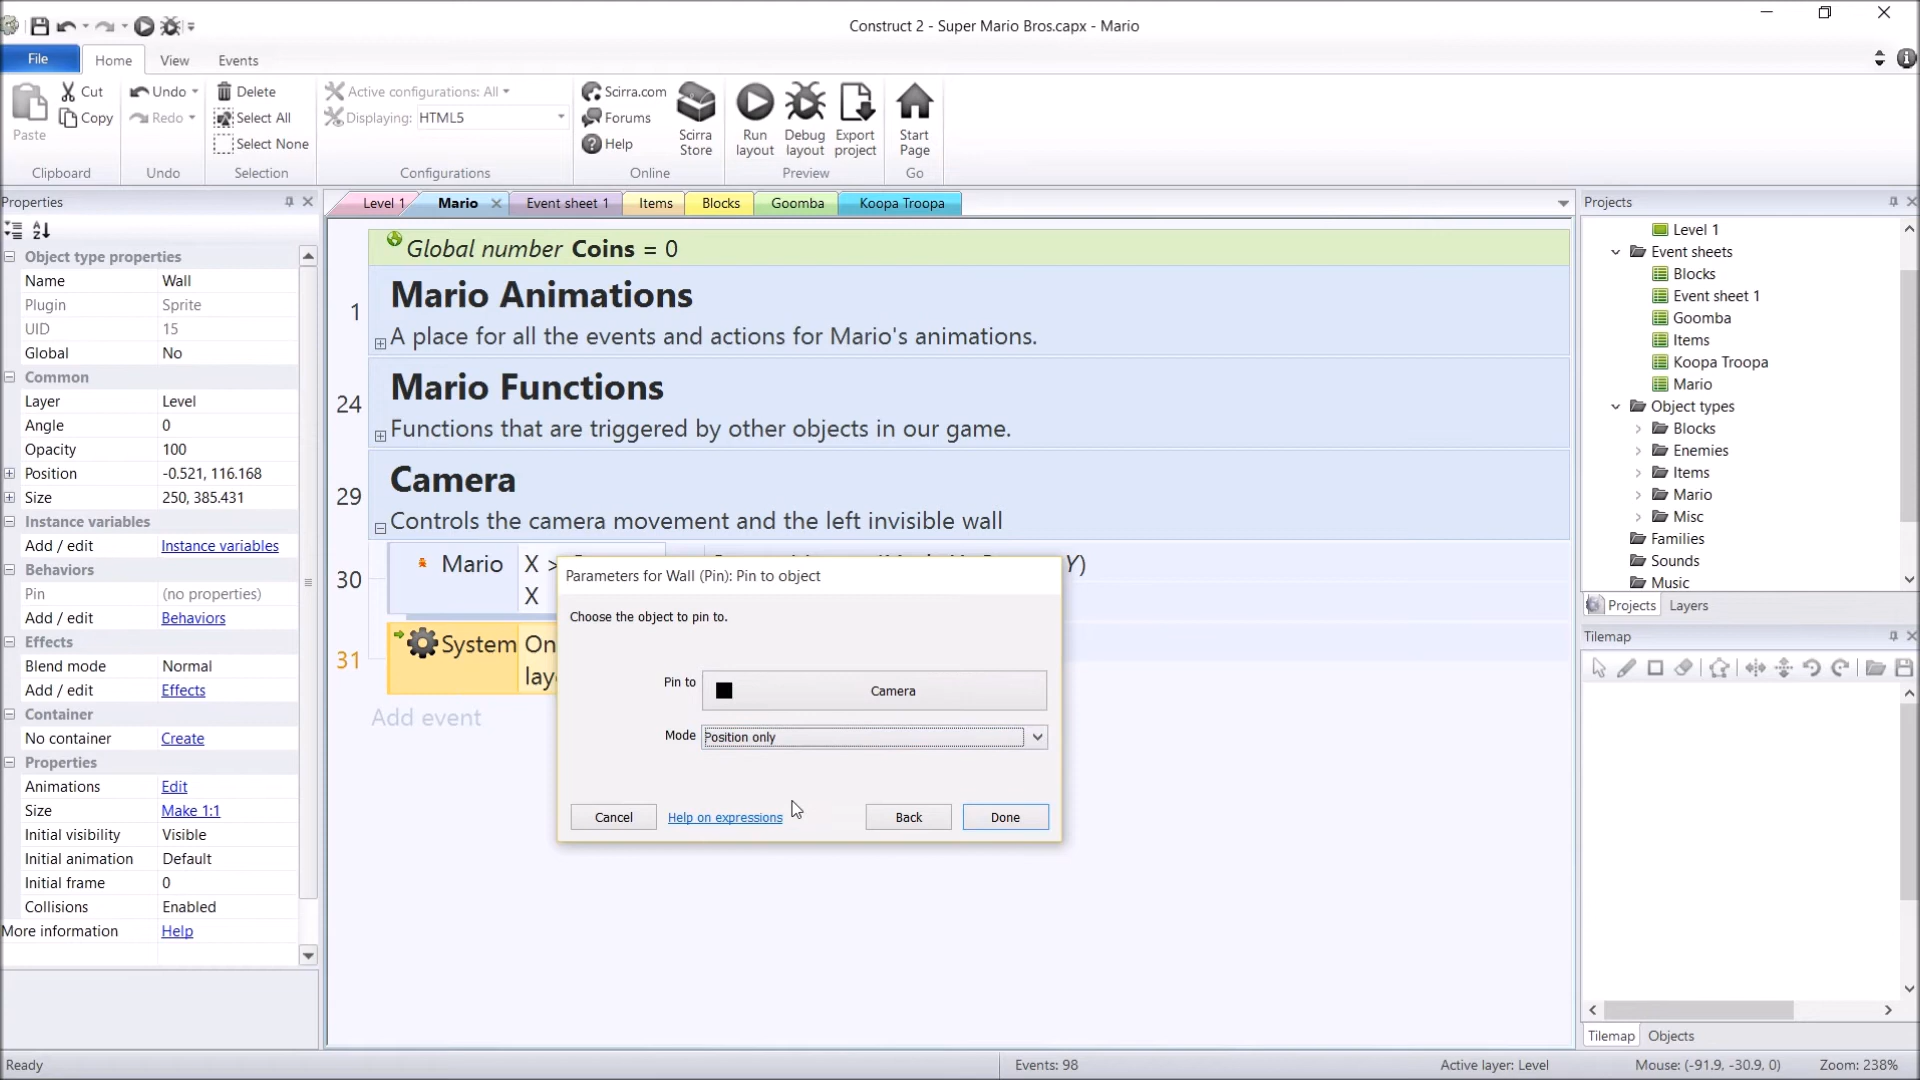 Construct 2 - Super Mario Bros.capx - Mario
File
Home
View
Events
Paste
Cut
Copy
Clipboard
Undo
Redo
Undo
Delete
Select All
Select None
Selection
Active configurations: All
Displaying: HTML5
Configurations
Scirra.com
Forums
Help
Scirra Store
Online
Run layout
Debug layout
Export project
Preview
Start Page
Go
Properties
Object type properties
Name Wall
Plugin Sprite
UID 15
Global No
Common
Layer Level
Angle 0
Opacity 100
Position -0.521, 116.168
Size 250, 385.431
Instance variables
Add / edit Instance variables
Behaviors
Pin (no properties)
Add / edit Behaviors
Effects
Blend mode Normal
Add / edit Effects
Container
No container Create
Properties
Animations Edit
Size Make 1:1
Initial visibility Visible
Initial animation Default
Initial frame 0
Collisions Enabled
More information Help
Level 1
Mario
Event sheet 1
Items
Blocks
Goomba
Koopa Troopa
Global number Coins = 0
1
Mario Animations
A place for all the events and actions for Mario's animations.
24
Mario Functions
Functions that are triggered by other objects in our game.
29
Camera
Controls the camera movement and the left invisible wall
30
Mario X >
X
Y)
31
System On
lay
Add event
Parameters for Wall (Pin): Pin to object
Choose the object to pin to.
Pin to Camera
Mode Position only
Cancel
Help on expressions
Back
Done
Projects
Level 1
Event sheets
Blocks
Event sheet 1
Goomba
Items
Koopa Troopa
Mario
Object types
Blocks
Enemies
Items
Mario
Misc
Families
Sounds
Music
Projects
Layers
Tilemap
Tilemap
Objects
Ready
Events: 98
Active layer: Level
Mouse: (-91.9, -30.9, 0)
Zoom: 238%